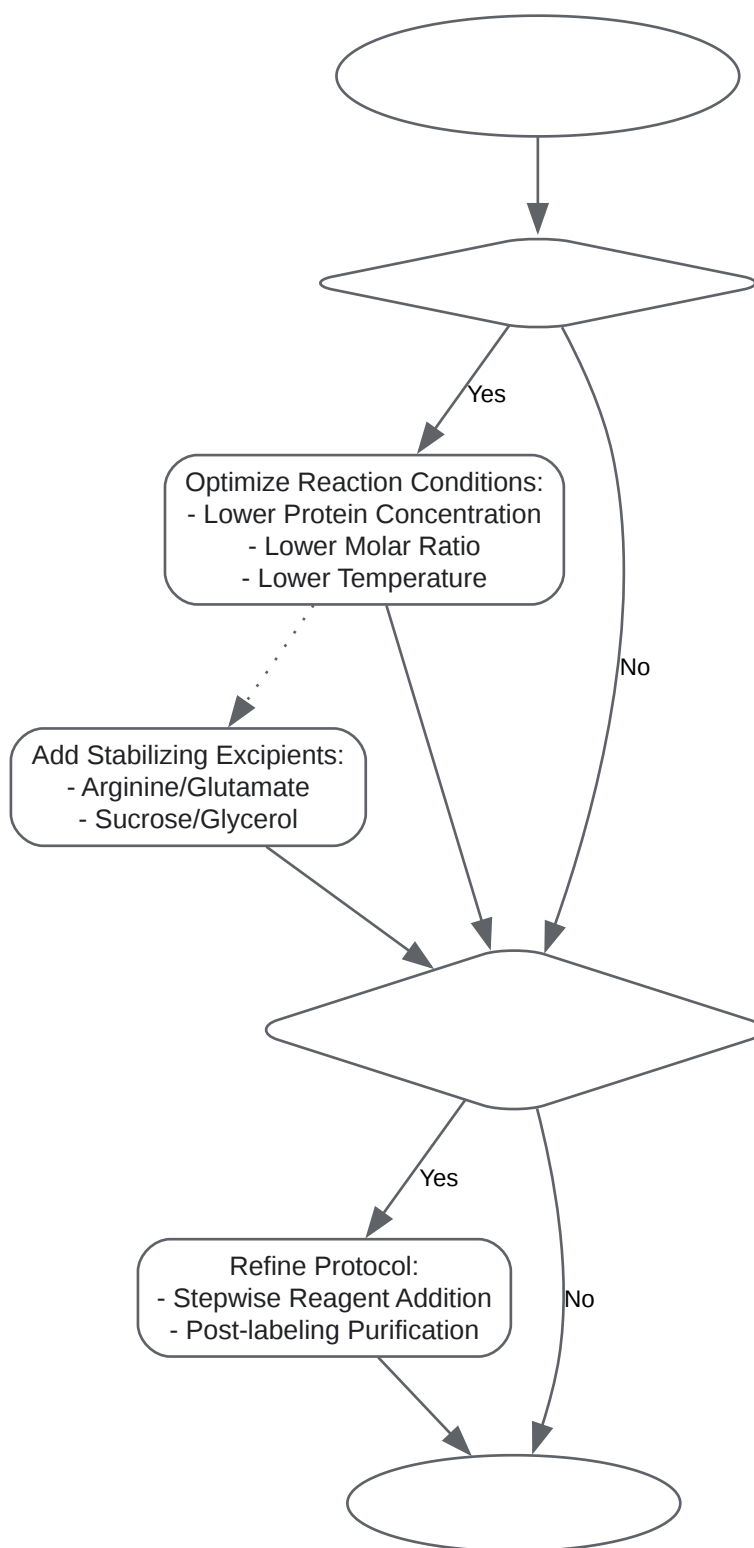 Yes
Optimize Reaction Conditions:
- Lower Protein Concentration
- Lower Molar Ratio
- Lower Temperature
No
Add Stabilizing Excipients:
- Arginine/Glutamate
- Sucrose/Glycerol
Yes
Refine Protocol:
- Stepwise Reagent Addition
- Post-labeling Purification
No